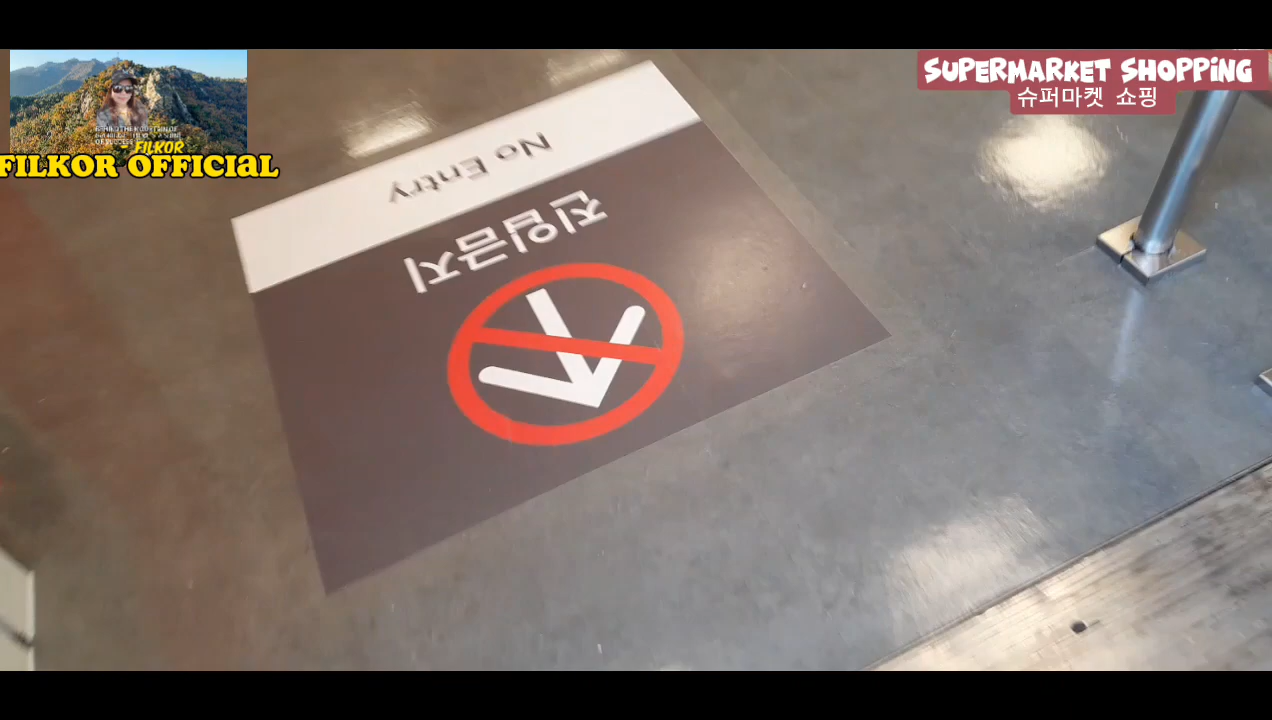 FILKOR
FILKOR OFFICIAL
SUPERMARKET SHOPPING
슈퍼마켓 쇼핑
진입금지
No Entry